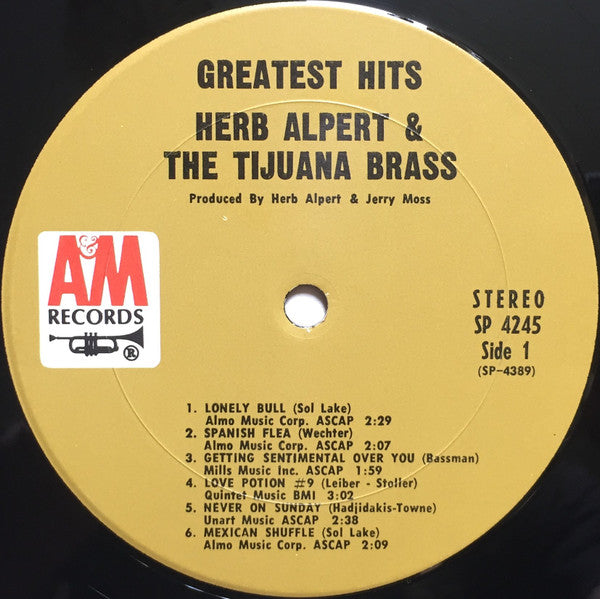 GREATEST HITS
HERB ALPERT &
THE TIJUANA BRASS
Produced By Herb Alpert & Jerry Moss
A&M
RECORDS
®
STEREO
SP 4245
Side 1
(SP-4389)
1. LONELY BULL (Sol Lake)
Almo Music Corp. ASCAP 2:29
2. SPANISH FLEA (Wechter)
Almo Music Corp. ASCAP 2:07
3. GETTING SENTIMENTAL OVER YOU (Bassman)
Mills Music Inc. ASCAP 1:59
4. LOVE POTION #9 (Leiber - Stoller)
Quintet Music BMI 3:02
5. NEVER ON SUNDAY (Hadjidakis-Towne)
Unart Music ASCAP 2:38
6. MEXICAN SHUFFLE (Sol Lake)
Almo Music Corp. ASCAP 2:09